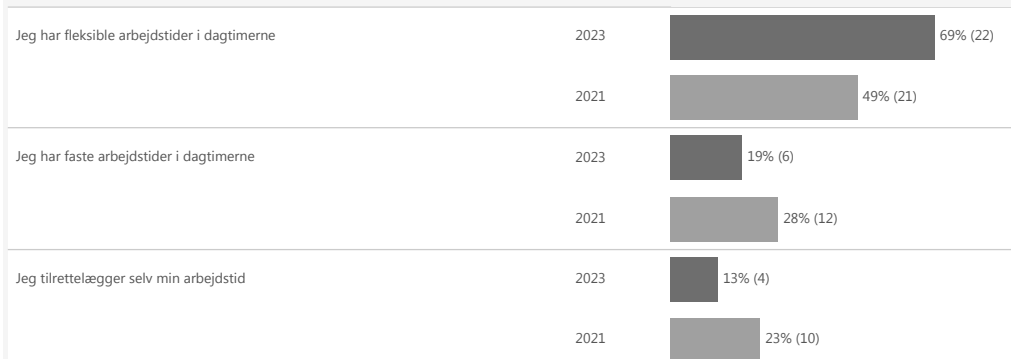 Jeg har fleksible arbejdstider i dagtimerne 2023 69% (22)
2021 49% (21)
Jeg har faste arbejdstider i dagtimerne 2023 19% (6)
2021 28% (12)
Jeg tilrettelægger selv min arbejdstid 2023 13% (4)
2021 23% (10)